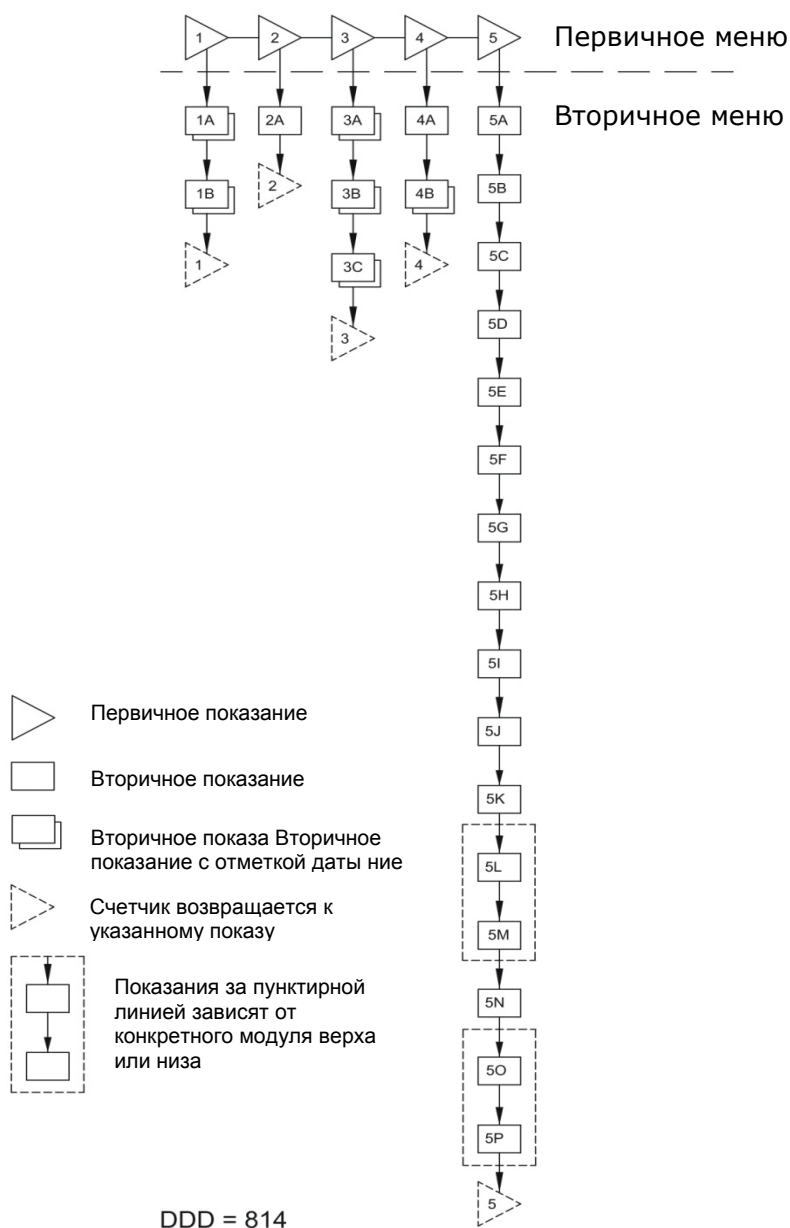 1 2 3 4 5 Первичное меню
1A 2A 3A 4A 5A Вторичное меню
2
1B 3B 4B 5B
1 3C 4 5C
5D
3
5E
5F
5G
5H
5I
Первичное показание
5J
Вторичное показание
5K
Вторичное показа Вторичное
показание с отметкой даты ние
5L
Счетчик возвращается к
указанному показу
5M
Показания за пунктирной
линией зависят от
конкретного модуля верха
или низа
5N
5O
5P
5
DDD = 814